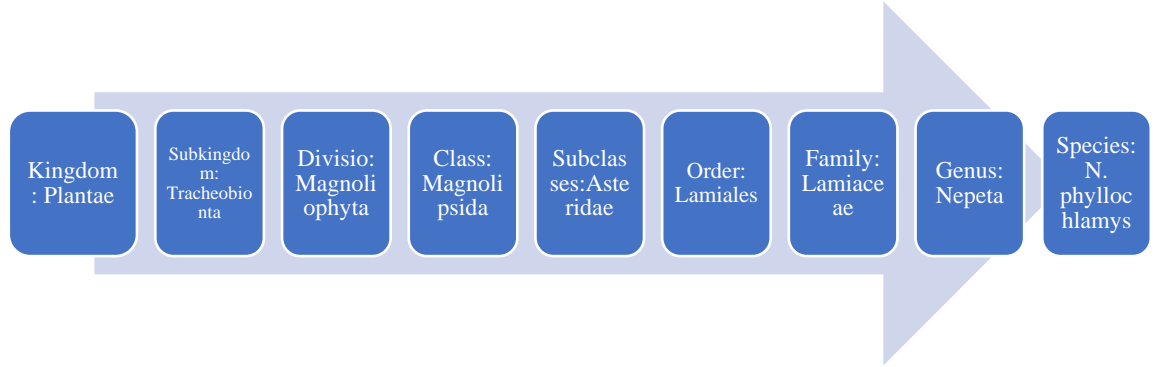 Kingdom
: Plantae
Subkingdo
m:
Tracheobio
nta
Divisio:
Magnoli
ophyta
Class:
Magnoli
psida
Subclas
ses:Aste
ridae
Order:
Lamiales
Family:
Lamiace
ae
Genus:
Nepeta
Species:
N.
phylloc
hlamys